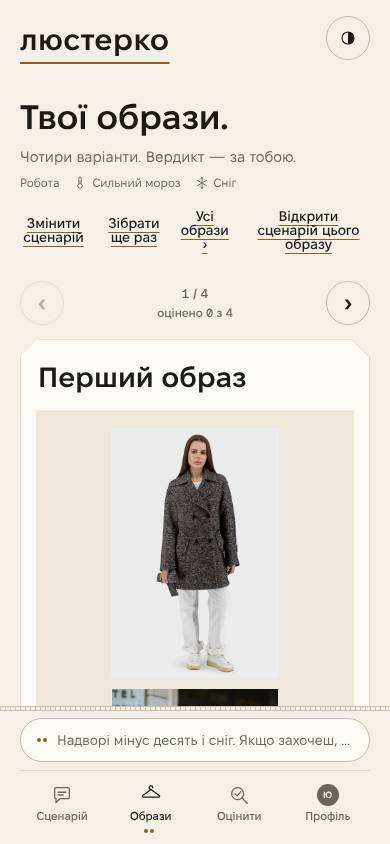 люстерко
Твої образи.
Чотири варіанти. Вердикт — за тобою.
Робота Сильний мороз Сніг
Змінити сценарій
Зібрати ще раз
Усі образи ›
Відкрити сценарій цього образу
‹ 1 / 4 ›
оцінено 0 з 4
Перший образ
Надворі мінус десять і сніг. Якщо захочеш, ...
Ю
Сценарій Образи Оцінити Профіль